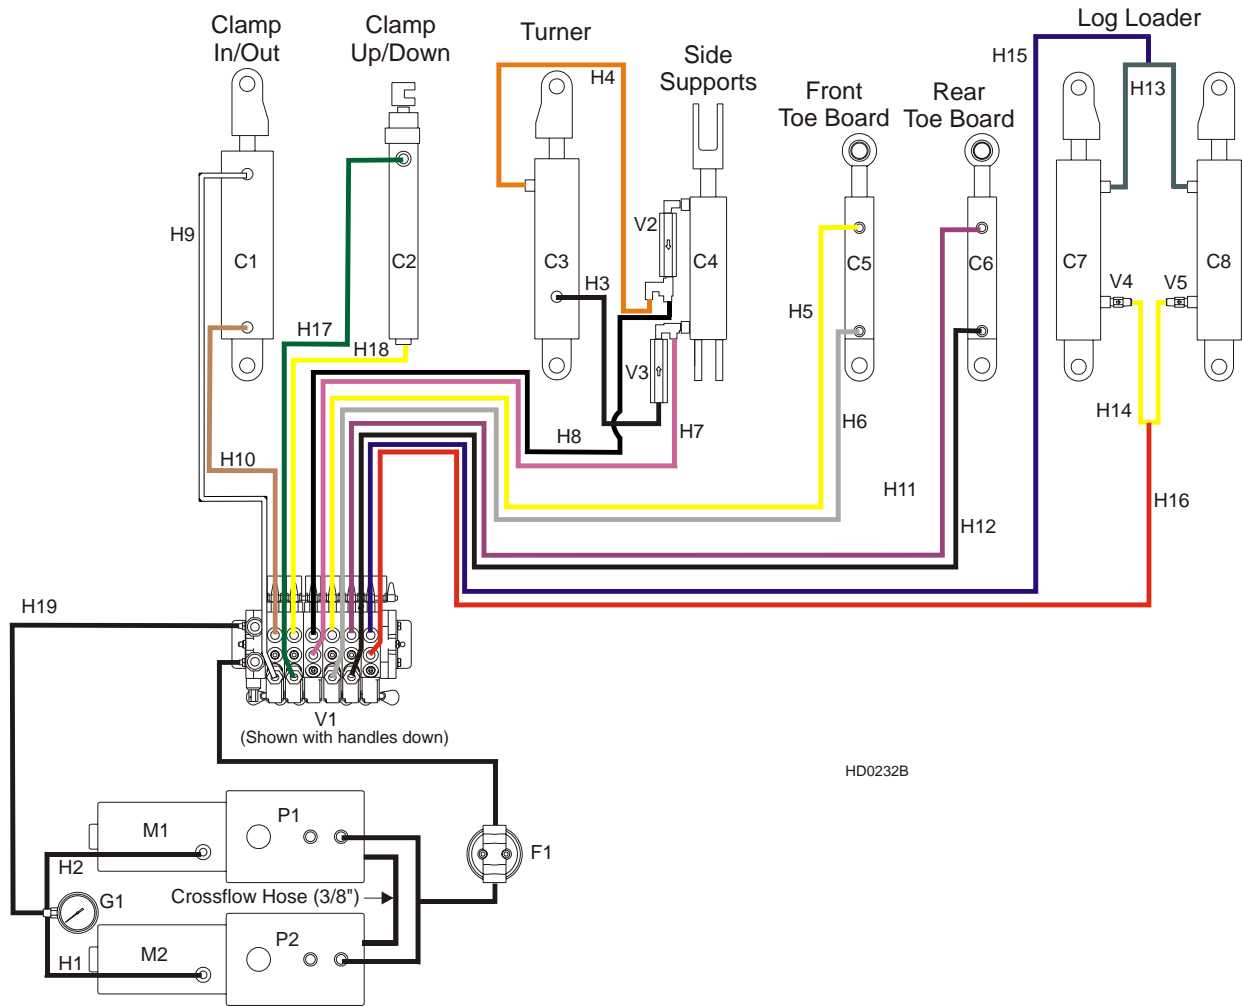 Clamp
In/Out
Clamp
Up/Down
Turner
Side
Supports
Front
Toe Board
Rear
Toe Board
Log Loader
H15
H4
H13
H9
V2
C1
C2
C3
C4
C5
C6
C7
C8
H3
V4
V5
H5
H17
H18
V3
H14
H6
H7
H8
H10
H11
H16
H12
H19
V1
(Shown with handles down)
HD0232B
P1
M1
F1
H2
Crossflow Hose (3/8")
G1
P2
M2
H1